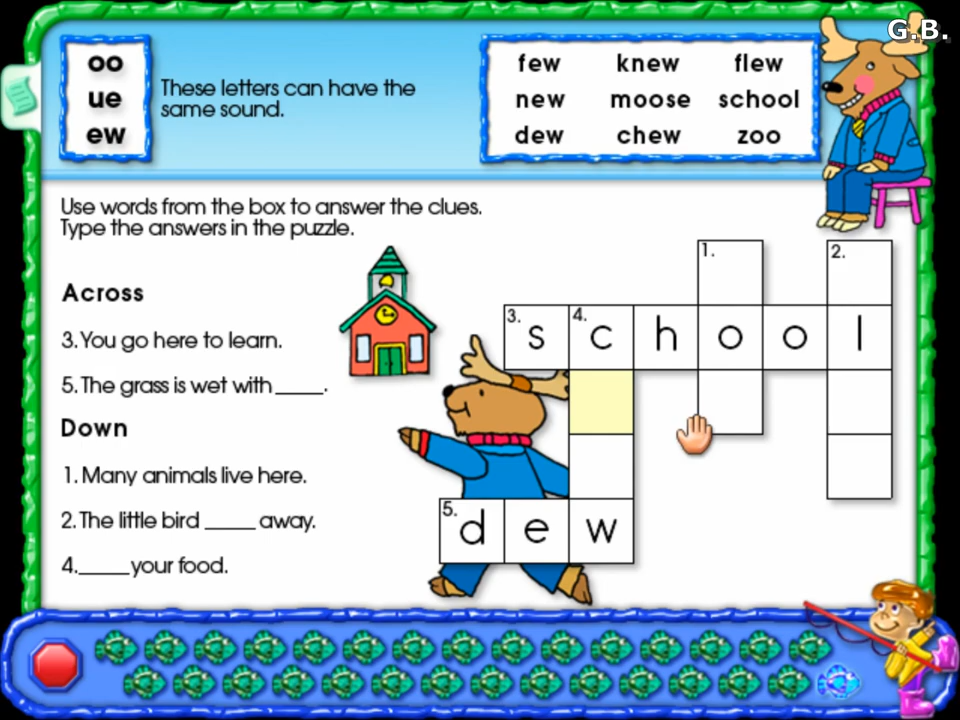 G.B.
oo
ue
ew
These letters can have the
same sound.
few knew flew
new moose school
dew chew zoo
Use words from the box to answer the clues.
Type the answers in the puzzle.
Across
3. You go here to learn.
5. The grass is wet with ____.
Down
1. Many animals live here.
2. The little bird ____ away.
4. ____ your food.
1. 2.
3. s 4. c h o o l
5. d e w